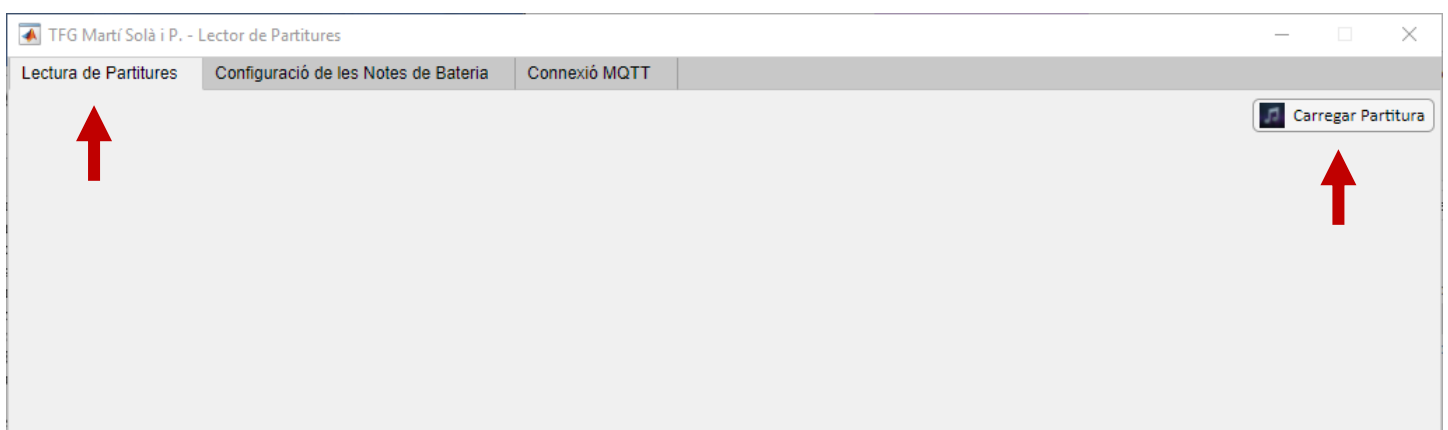 TFG Martí Solà i P. - Lector de Partitures
Lectura de Partitures Configuració de les Notes de Bateria Connexió MQTT
Carregar Partitura